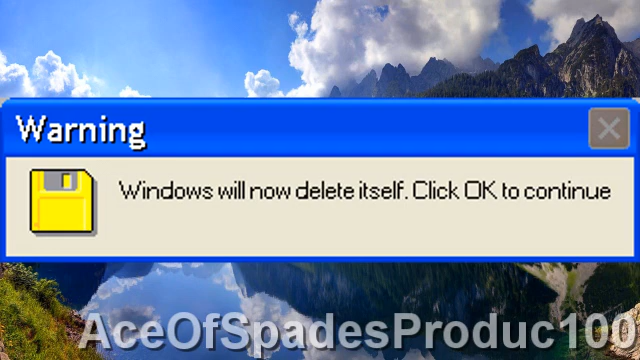 Warning
Windows will now delete itself. Click OK to continue
AceOfSpadesProduc100